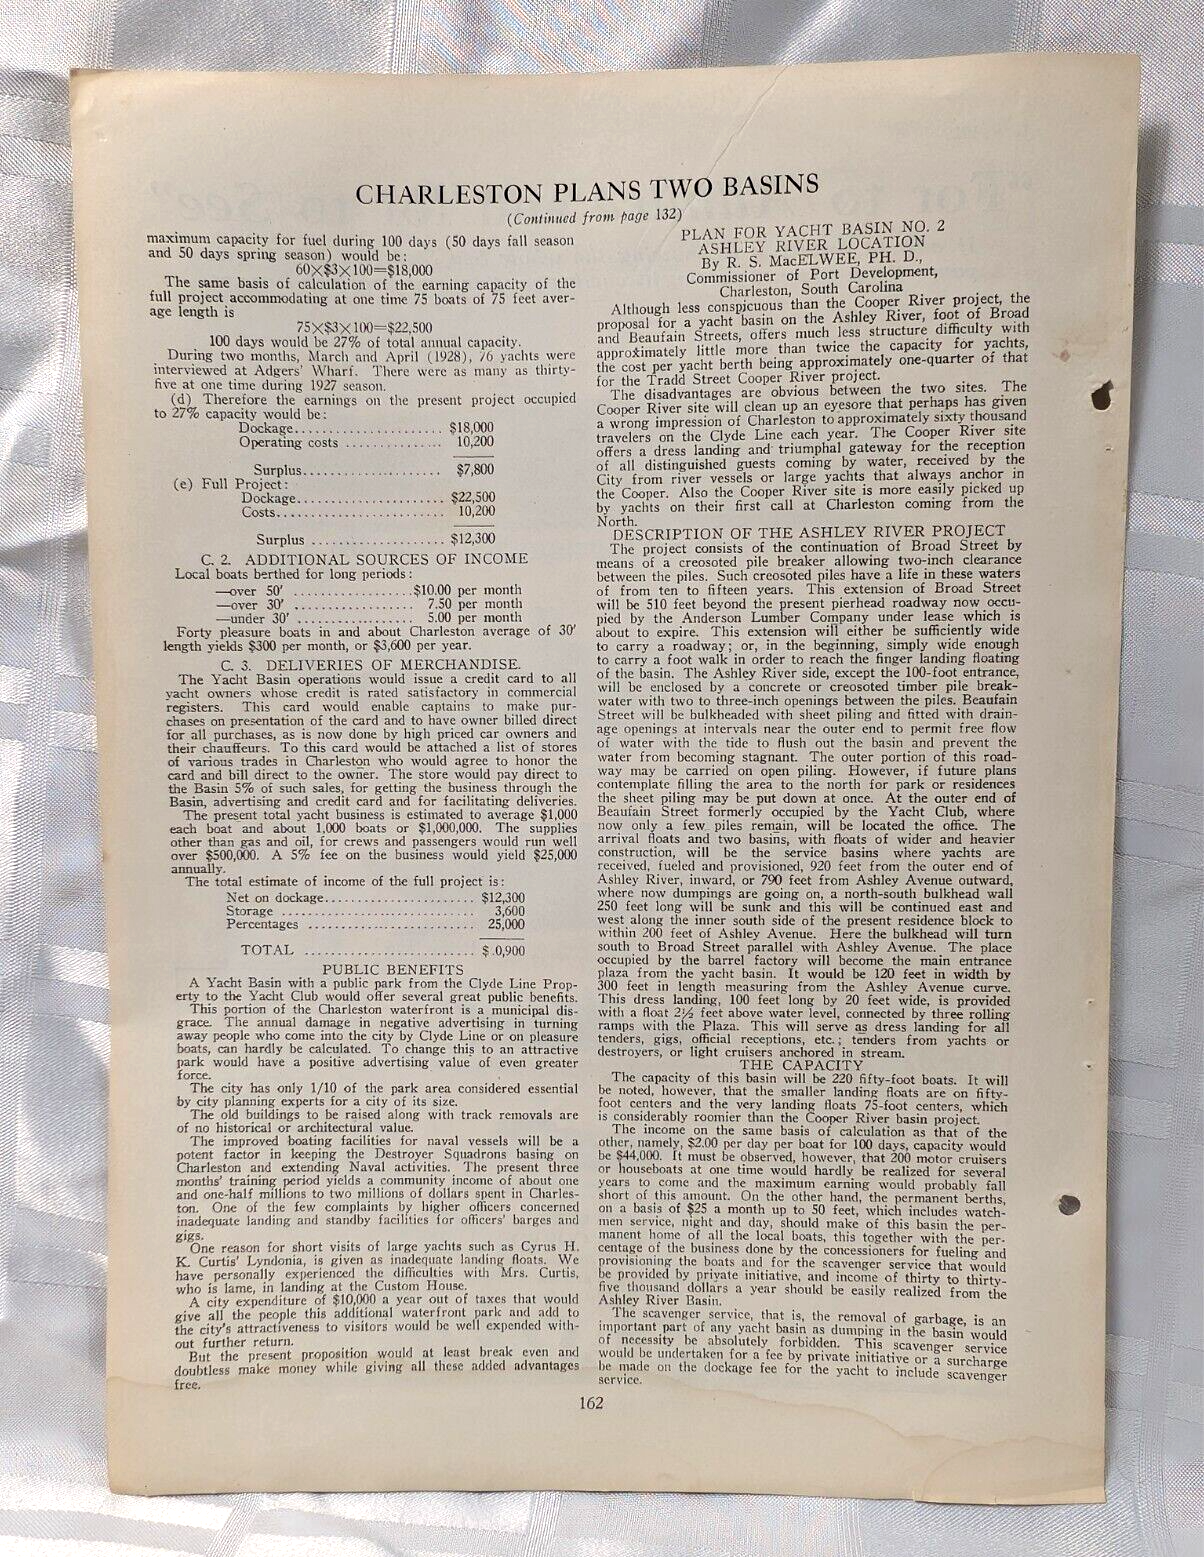 CHARLESTON PLANS TWO BASINS
(Continued from page 132)
maximum capacity for fuel during 100 days (50 days fall season
and 50 days spring season) would be:
60×$3×100=$18,000
The same basis of calculation of the earning capacity of the
full project accommodating at one time 75 boats of 75 feet aver-
age length is
75×$3×100=$22,500
100 days would be 27% of total annual capacity.
During two months, March and April (1928), 76 yachts were
interviewed at Adgers' Wharf. There were as many as thirty-
five at one time during 1927 season.
(d) Therefore the earnings on the present project occupied
to 27% capacity would be:
Dockage...................... $18,000
Operating costs ............... 10,200
Surplus..................... $7,800
(e) Full Project:
Dockage...................... $22,500
Costs......................... 10,200
Surplus .................... $12,300
C. 2. ADDITIONAL SOURCES OF INCOME
Local boats berthed for long periods:
—over 50' ..................$10.00 per month
—over 30' .................. 7.50 per month
—under 30' .................. 5.00 per month
Forty pleasure boats in and about Charleston average of 30'
length yields $300 per month, or $3,600 per year.
C. 3. DELIVERIES OF MERCHANDISE.
The Yacht Basin operations would issue a credit card to all
yacht owners whose credit is rated satisfactory in commercial
registers. This card would enable captains to make pur-
chases on presentation of the card and to have owner billed direct
for all purchases, as is now done by high priced car owners and
their chauffeurs. To this card would be attached a list of stores
of various trades in Charleston who would agree to honor the
card and bill direct to the owner. The store would pay direct to
the Basin 5% of such sales, for getting the business through the
Basin, advertising and credit card and for facilitating deliveries.
The present total yacht business is estimated to average $1,000
each boat and about 1,000 boats or $1,000,000. The supplies
other than gas and oil, for crews and passengers would run well
over $500,000. A 5% fee on the business would yield $25,000
annually.
The total estimate of income of the full project is:
Net on dockage....................... $12,300
Storage ............................. 3,600
Percentages .......................... 25,000
TOTAL .......................... $ .0,900
PUBLIC BENEFITS
A Yacht Basin with a public park from the Clyde Line Prop-
erty to the Yacht Club would offer several great public benefits.
This portion of the Charleston waterfront is a municipal dis-
grace. The annual damage in negative advertising in turning
away people who come into the city by Clyde Line or on pleasure
boats, can hardly be calculated. To change this to an attractive
park would have a positive advertising value of even greater
force.
The city has only 1/10 of the park area considered essential
by city planning experts for a city of its size.
The old buildings to be raised along with track removals are
of no historical or architectural value.
The improved boating facilities for naval vessels will be a
potent factor in keeping the Destroyer Squadrons basing on
Charleston and extending Naval activities. The present three
months' training period yields a community income of about one
and one-half millions to two millions of dollars spent in Charles-
ton. One of the few complaints by higher officers concerned
inadequate landing and standby facilities for officers' barges and
gigs.
One reason for short visits of large yachts such as Cyrus H.
K. Curtis' Lyndonia, is given as inadequate landing floats. We
have personally experienced the difficulties with Mrs. Curtis,
who is lame, in landing at the Custom House.
A city expenditure of $10,000 a year out of taxes that would
give all the people this additional waterfront park and add to
the city's attractiveness to visitors would be well expended with-
out further return.
But the present proposition would at least break even and
doubtless make money while giving all these added advantages
free.
PLAN FOR YACHT BASIN NO. 2
ASHLEY RIVER LOCATION
By R. S. MacELWEE, PH. D.,
Commissioner of Port Development,
Charleston, South Carolina
Although less conspicuous than the Cooper River project, the
proposal for a yacht basin on the Ashley River, foot of Broad
and Beaufain Streets, offers much less structure difficulty with
approximately little more than twice the capacity for yachts,
the cost per yacht berth being approximately one-quarter of that
for the Tradd Street Cooper River project.
The disadvantages are obvious between the two sites. The
Cooper River site will clean up an eyesore that perhaps has given
a wrong impression of Charleston to approximately sixty thousand
travelers on the Clyde Line each year. The Cooper River site
offers a dress landing and triumphal gateway for the reception
of all distinguished guests coming by water, received by the
City from river vessels or large yachts that always anchor in
the Cooper. Also the Cooper River site is more easily picked up
by yachts on their first call at Charleston coming from the
North.
DESCRIPTION OF THE ASHLEY RIVER PROJECT
The project consists of the continuation of Broad Street by
means of a creosoted pile breaker allowing two-inch clearance
between the piles. Such creosoted piles have a life in these waters
of from ten to fifteen years. This extension of Broad Street
will be 510 feet beyond the present pierhead roadway now occu-
pied by the Anderson Lumber Company under lease which is
about to expire. This extension will either be sufficiently wide
to carry a roadway; or, in the beginning, simply wide enough
to carry a foot walk in order to reach the finger landing floating
of the basin. The Ashley River side, except the 100-foot entrance,
will be enclosed by a concrete or creosoted timber pile break-
water with two to three-inch openings between the piles. Beaufain
Street will be bulkheaded with sheet piling and fitted with drain-
age openings at intervals near the outer end to permit free flow
of water with the tide to flush out the basin and prevent the
water from becoming stagnant. The outer portion of this road-
way may be carried on open piling. However, if future plans
contemplate filling the area to the north for park or residences
the sheet piling may be put down at once. At the outer end of
Beaufain Street formerly occupied by the Yacht Club, where
now only a few piles remain, will be located the office. The
arrival floats and two basins, with floats of wider and heavier
construction, will be the service basins where yachts are
received, fueled and provisioned, 920 feet from the outer end of
Ashley River, inward, or 790 feet from Ashley Avenue outward,
where now dumpings are going on, a north-south bulkhead wall
250 feet long will be sunk and this will be continued east and
west along the inner south side of the present residence block to
within 200 feet of Ashley Avenue. Here the bulkhead will turn
south to Broad Street parallel with Ashley Avenue. The place
occupied by the barrel factory will become the main entrance
plaza from the yacht basin. It would be 120 feet in width by
300 feet in length measuring from the Ashley Avenue curve.
This dress landing, 100 feet long by 20 feet wide, is provided
with a float 2½ feet above water level, connected by three rolling
ramps with the Plaza. This will serve as dress landing for all
tenders, gigs, official receptions, etc.; tenders from yachts or
destroyers, or light cruisers anchored in stream.
THE CAPACITY
The capacity of this basin will be 220 fifty-foot boats. It will
be noted, however, that the smaller landing floats are on fifty-
foot centers and the very landing floats 75-foot centers, which
is considerably roomier than the Cooper River basin project.
The income on the same basis of calculation as that of the
other, namely, $2.00 per day per boat for 100 days, capacity would
be $44,000. It must be observed, however, that 200 motor cruisers
or houseboats at one time would hardly be realized for several
years to come and the maximum earning would probably fall
short of this amount. On the other hand, the permanent berths,
on a basis of $25 a month up to 50 feet, which includes watch-
men service, night and day, should make of this basin the per-
manent home of all the local boats, this together with the per-
centage of the business done by the concessioners for fueling and
provisioning the boats and for the scavenger service that would
be provided by private initiative, and income of thirty to thirty-
five thousand dollars a year should be easily realized from the
Ashley River Basin.
The scavenger service, that is, the removal of garbage, is an
important part of any yacht basin as dumping in the basin would
of necessity be absolutely forbidden. This scavenger service
would be undertaken for a fee by private initiative or a surcharge
be made on the dockage fee for the yacht to include scavenger
service.
162